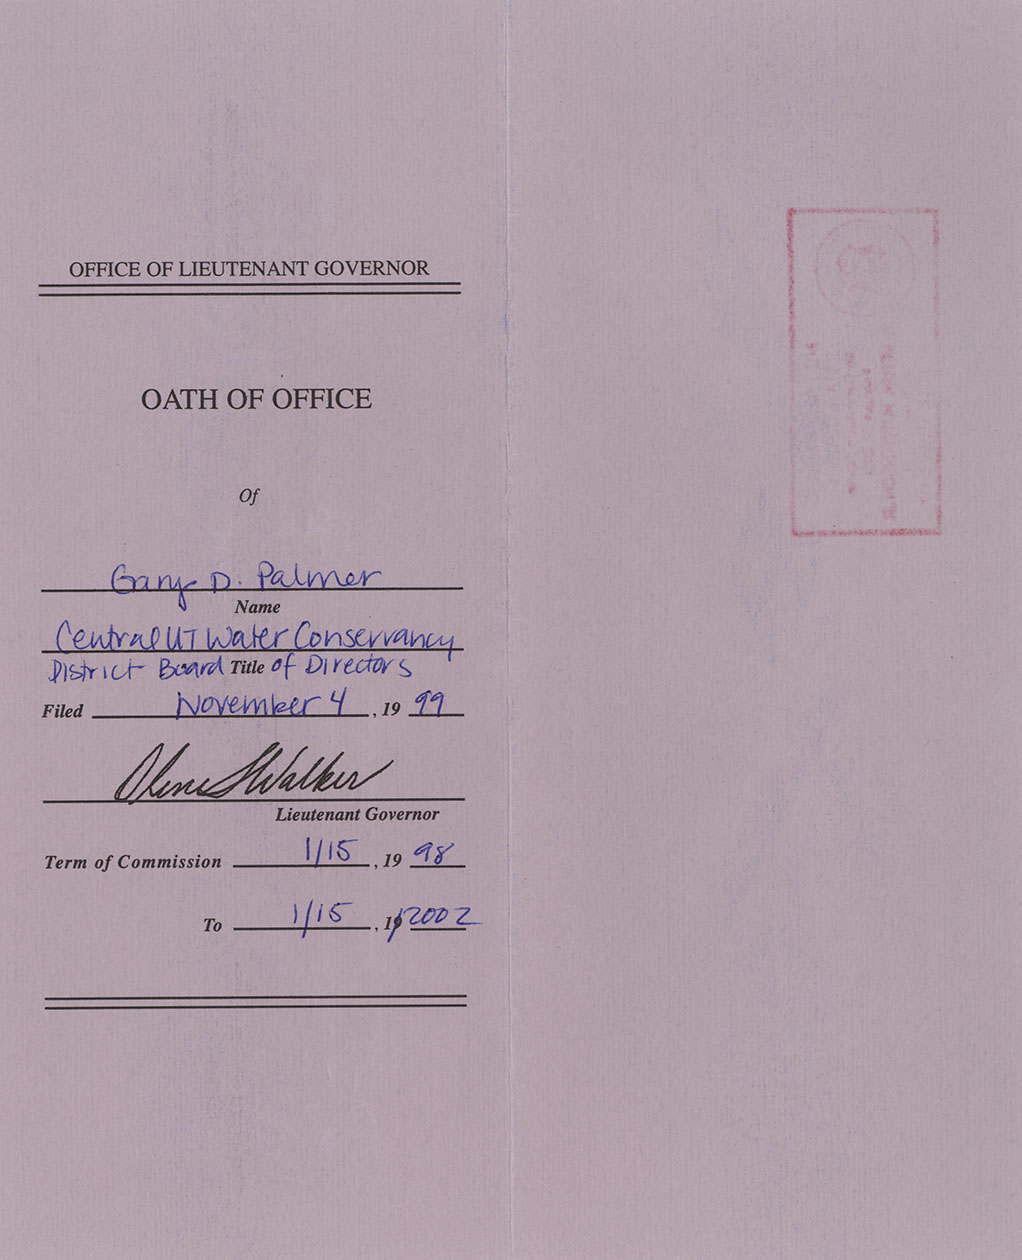 OFFICE OF LIEUTENANT GOVERNOR
OATH OF OFFICE
Of
Gary D. Palmer
Name
Central UT Water Conservancy
District Board Title of Directors
Filed November 4, 19 99
Olene S Walker
Lieutenant Governor
Term of Commission 1/15, 19 98
To 1/15, 19 2002